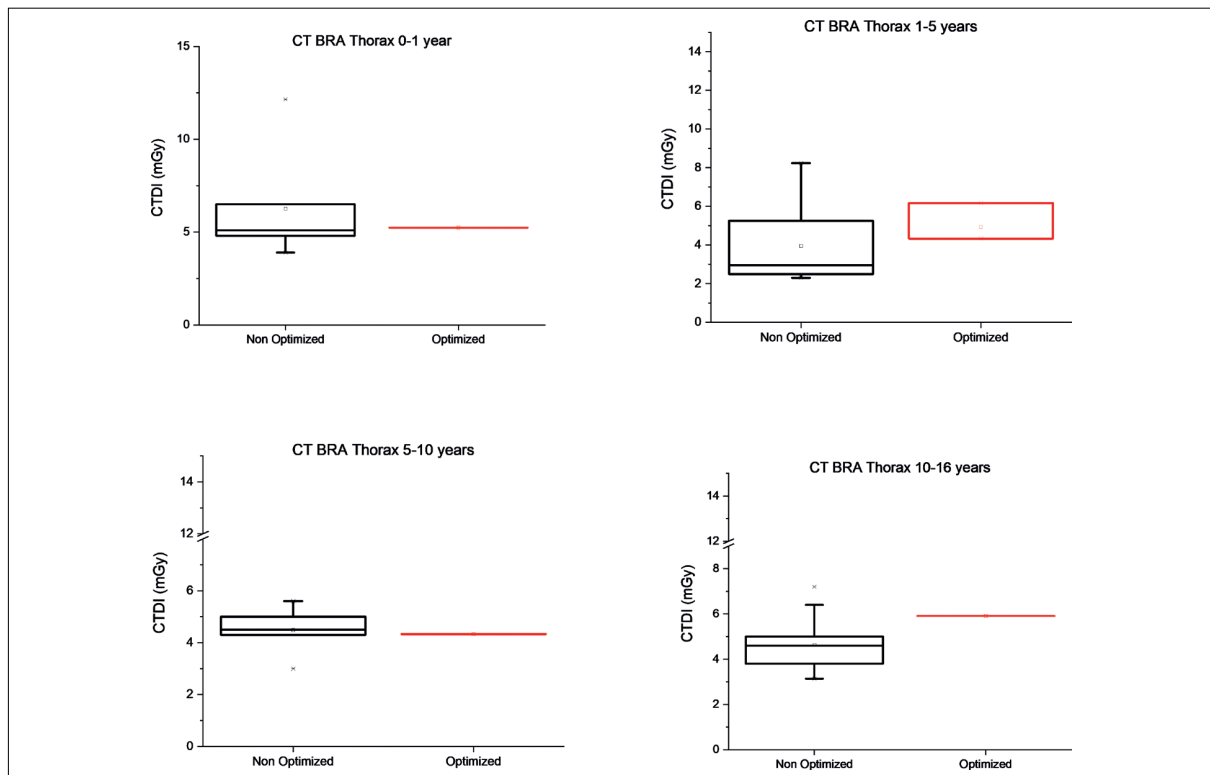 CT BRA Thorax 0-1 year
15
10
5
0
CTDI (mGy)
Non Optimized
Optimized
CT BRA Thorax 1-5 years
14
12
10
8
6
4
2
0
CTDI (mGy)
Non Optimized
Optimized
CT BRA Thorax 5-10 years
14
12
6
4
2
0
CTDI (mGy)
Non Optimized
Optimized
CT BRA Thorax 10-16 years
14
12
8
6
4
2
0
CTDI (mGy)
Non Optimized
Optimized